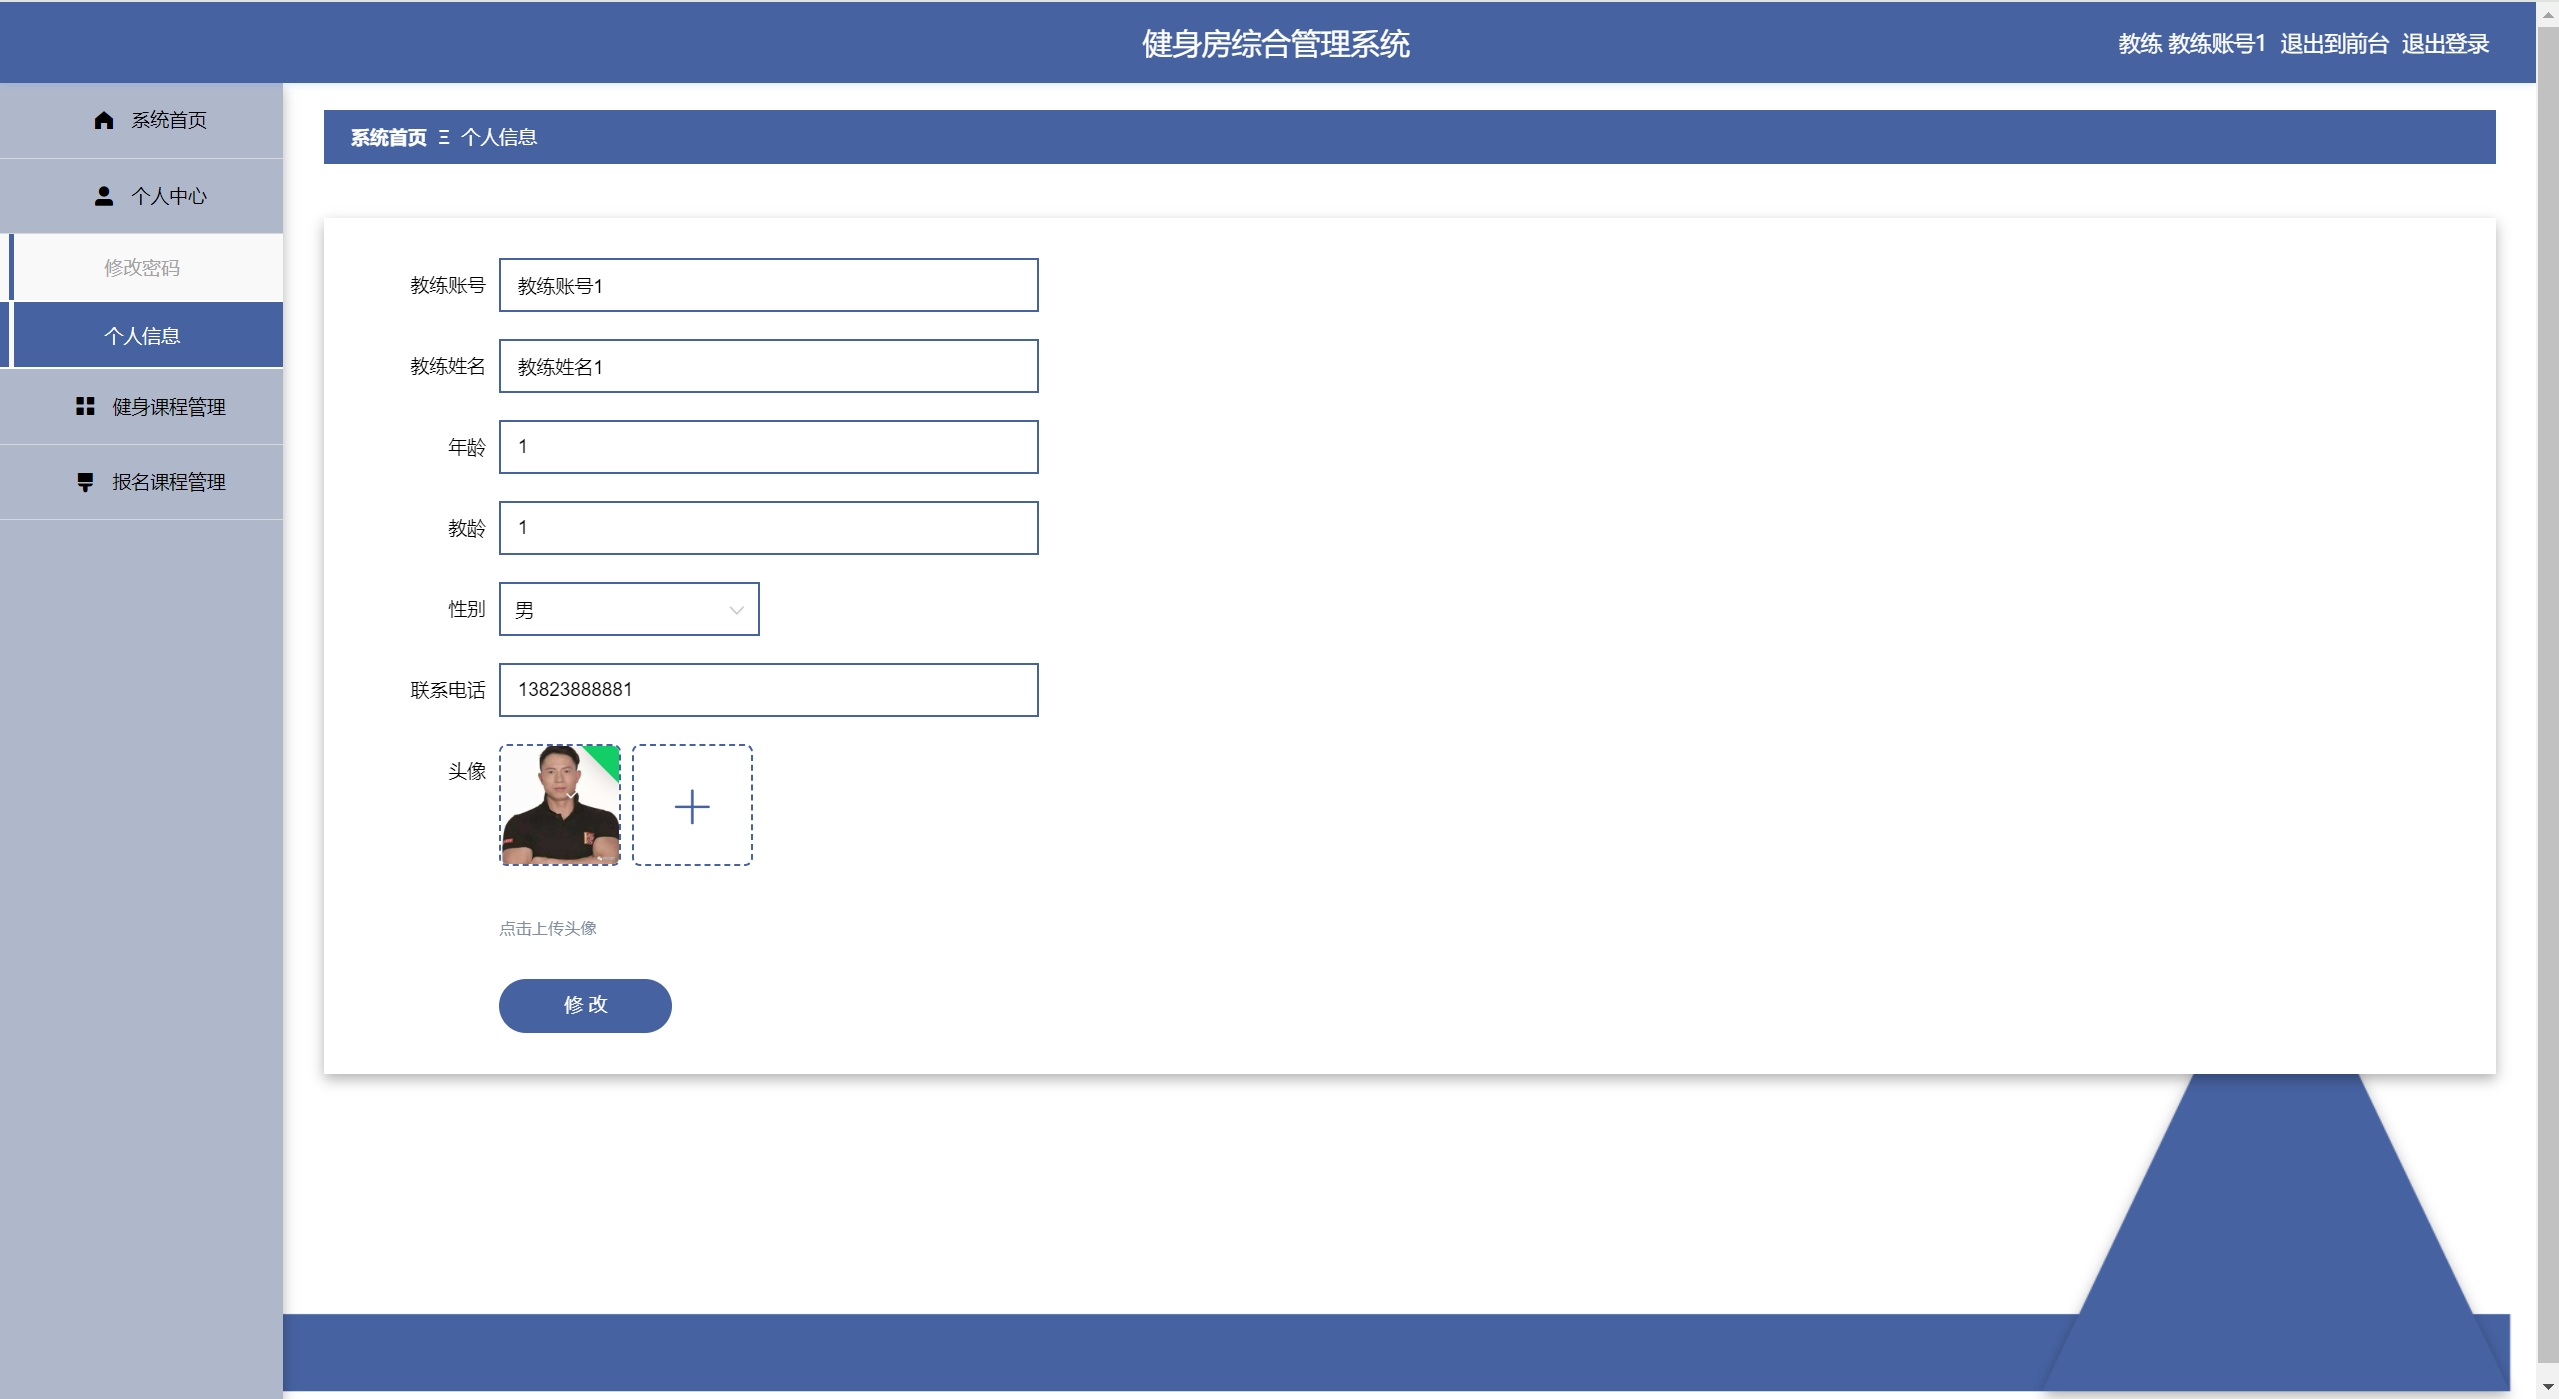 健身房综合管理系统
教练 教练账号1 退出到前台 退出登录
系统首页
个人中心
修改密码
个人信息
健身课程管理
报名课程管理
系统首页 Ξ 个人信息
教练账号 教练账号1
教练姓名 教练姓名1
年龄 1
教龄 1
性别 男
联系电话 13823888881
头像
点击上传头像
修 改